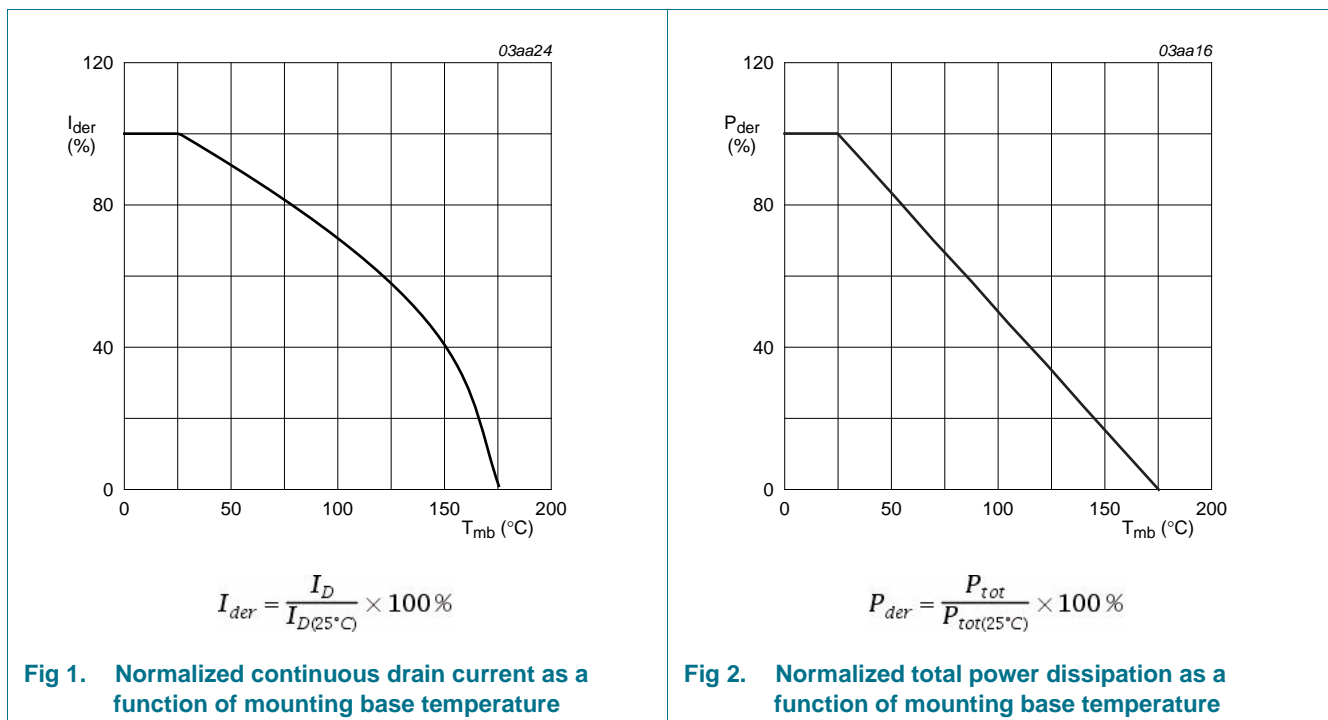 03aa24
120
I_der
(%)
80
40
0
0 50 100 150 200
T_mb (°C)
I_der = I_D / I_D(25°C) × 100 %
Fig 1. Normalized continuous drain current as a
function of mounting base temperature
03aa16
120
P_der
(%)
80
40
0
0 50 100 150 200
T_mb (°C)
P_der = P_tot / P_tot(25°C) × 100 %
Fig 2. Normalized total power dissipation as a
function of mounting base temperature